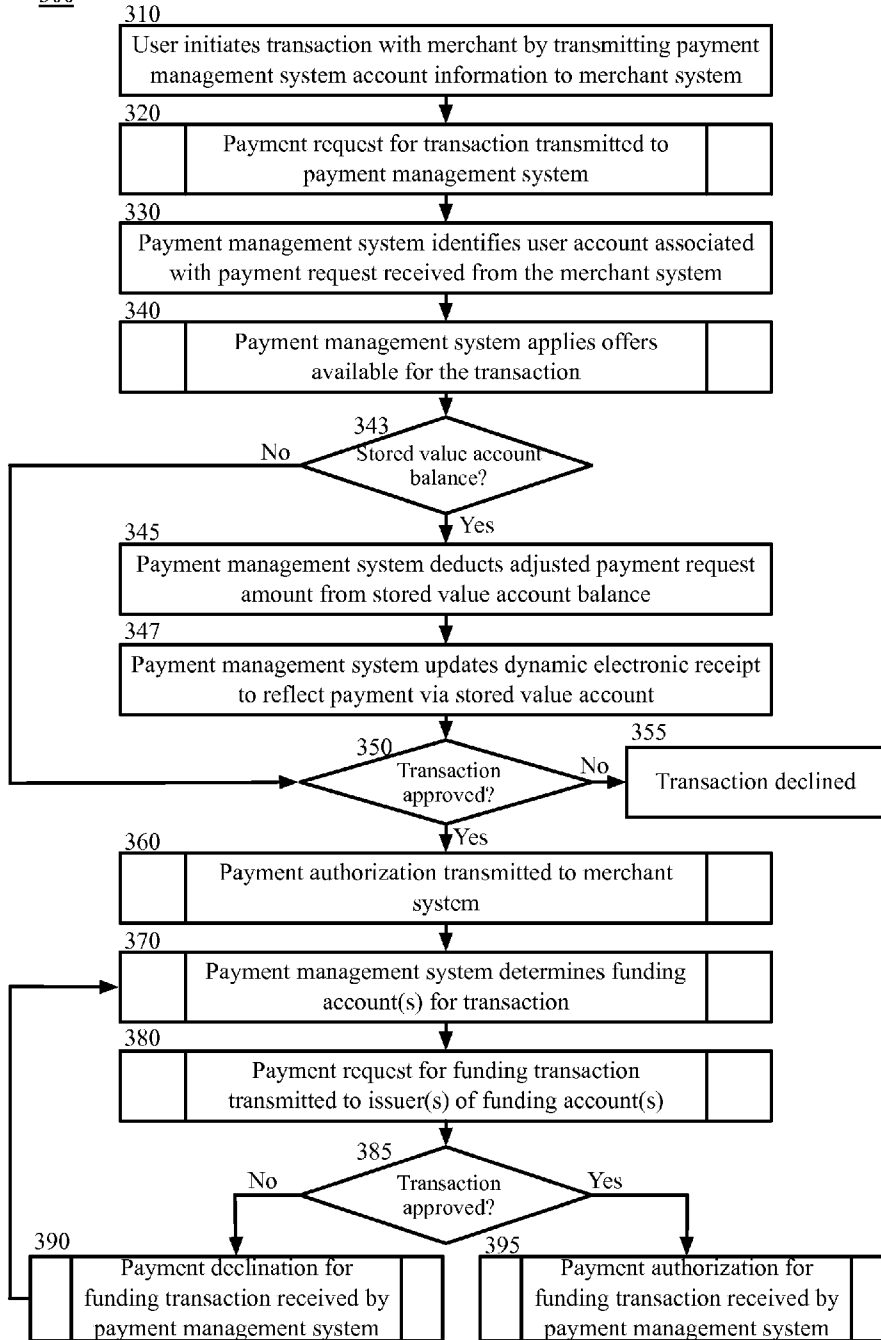 300
310
User initiates transaction with merchant by transmitting payment
management system account information to merchant system
320
Payment request for transaction transmitted to
payment management system
330
Payment management system identifies user account associated
with payment request received from the merchant system
340
Payment management system applies offers
available for the transaction
343
No
Stored value account
balance?
Yes
345
Payment management system deducts adjusted payment request
amount from stored value account balance
347
Payment management system updates dynamic electronic receipt
to reflect payment via stored value account
350
355
Transaction
approved?
No
Transaction declined
Yes
360
Payment authorization transmitted to merchant
system
370
Payment management system determines funding
account(s) for transaction
380
Payment request for funding transaction
transmitted to issuer(s) of funding account(s)
385
No
Yes
Transaction
approved?
390
Payment declination for
funding transaction received by
payment management system
395
Payment authorization for
funding transaction received by
payment management system